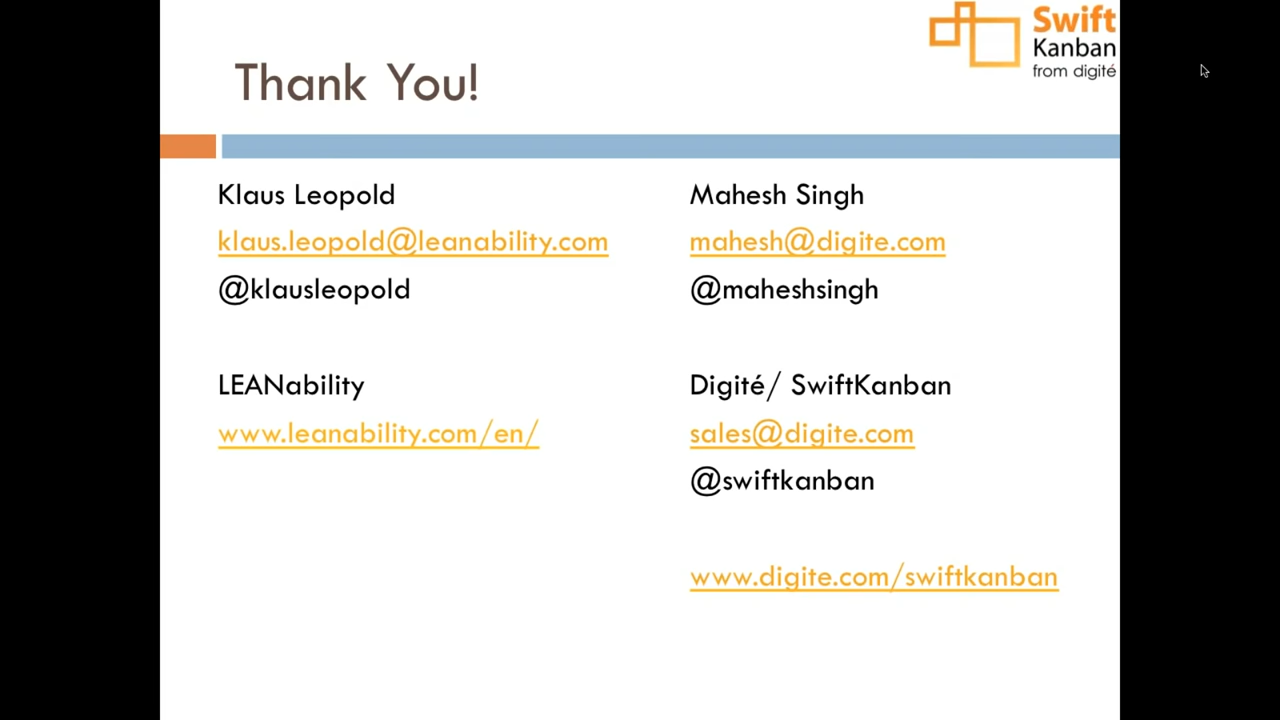 Swift
Kanban
from digité
Thank You!
Klaus Leopold
klaus.leopold@leanability.com
@klausleopold
LEANability
www.leanability.com/en/
Mahesh Singh
mahesh@digite.com
@maheshsingh
Digité/ SwiftKanban
sales@digite.com
@swiftkanban
www.digite.com/swiftkanban